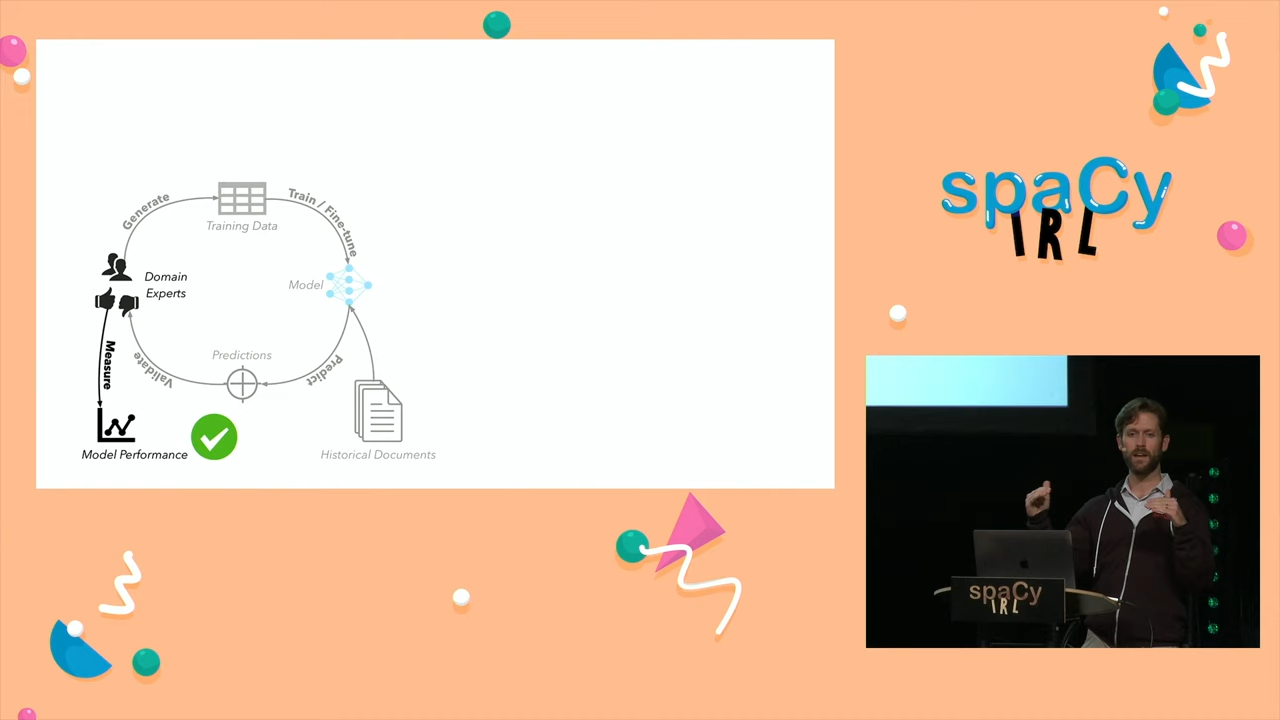 Generate
Train / Fine-tune
Training Data
Domain
Experts
Model
Measure
Validate
Predictions
Predict
Model Performance
Historical Documents
spaCy
IRL
spaCy
IRL